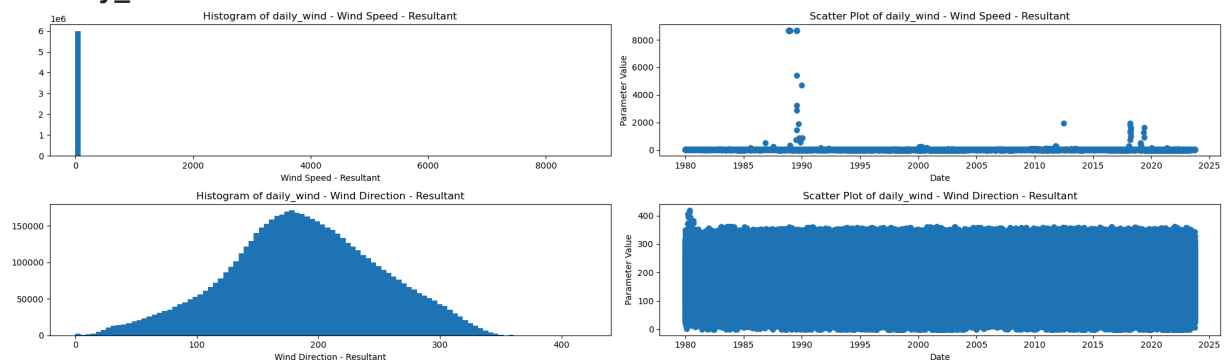 Histogram of daily_wind - Wind Speed - Resultant
1e6
6
5
4
3
2
1
0
0 2000 4000 6000 8000
Wind Speed - Resultant
Scatter Plot of daily_wind - Wind Speed - Resultant
Parameter Value
8000
6000
4000
2000
0
1980 1985 1990 1995 2000 2005 2010 2015 2020 2025
Date
Histogram of daily_wind - Wind Direction - Resultant
150000
100000
50000
0
0 100 200 300 400
Wind Direction - Resultant
Scatter Plot of daily_wind - Wind Direction - Resultant
Parameter Value
400
300
200
100
0
1980 1985 1990 1995 2000 2005 2010 2015 2020 2025
Date